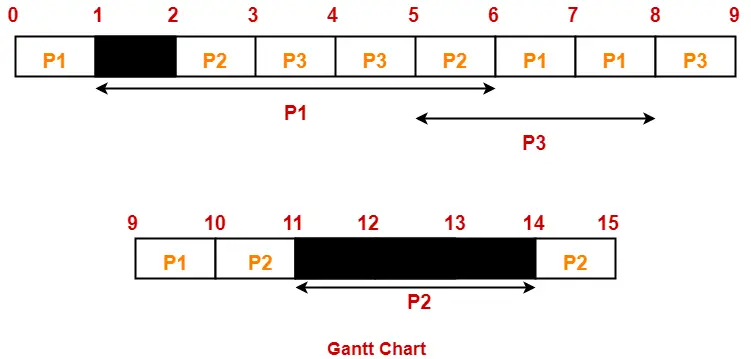 0 1 2 3 4 5 6 7 8 9
P1 P2 P3 P3 P2 P1 P1 P3
P1
P3
9 10 11 12 13 14 15
P1 P2 P2
P2
Gantt Chart